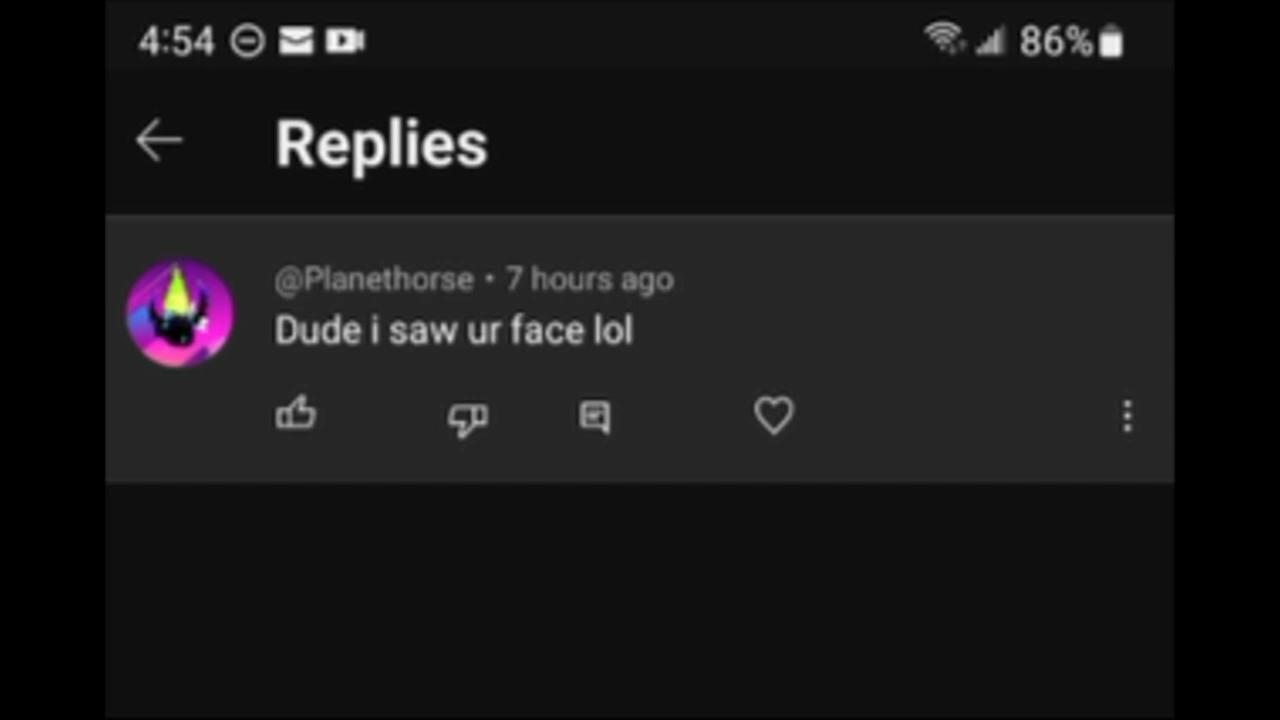 4:54 86%
Replies
@Planethorse • 7 hours ago
Dude i saw ur face lol